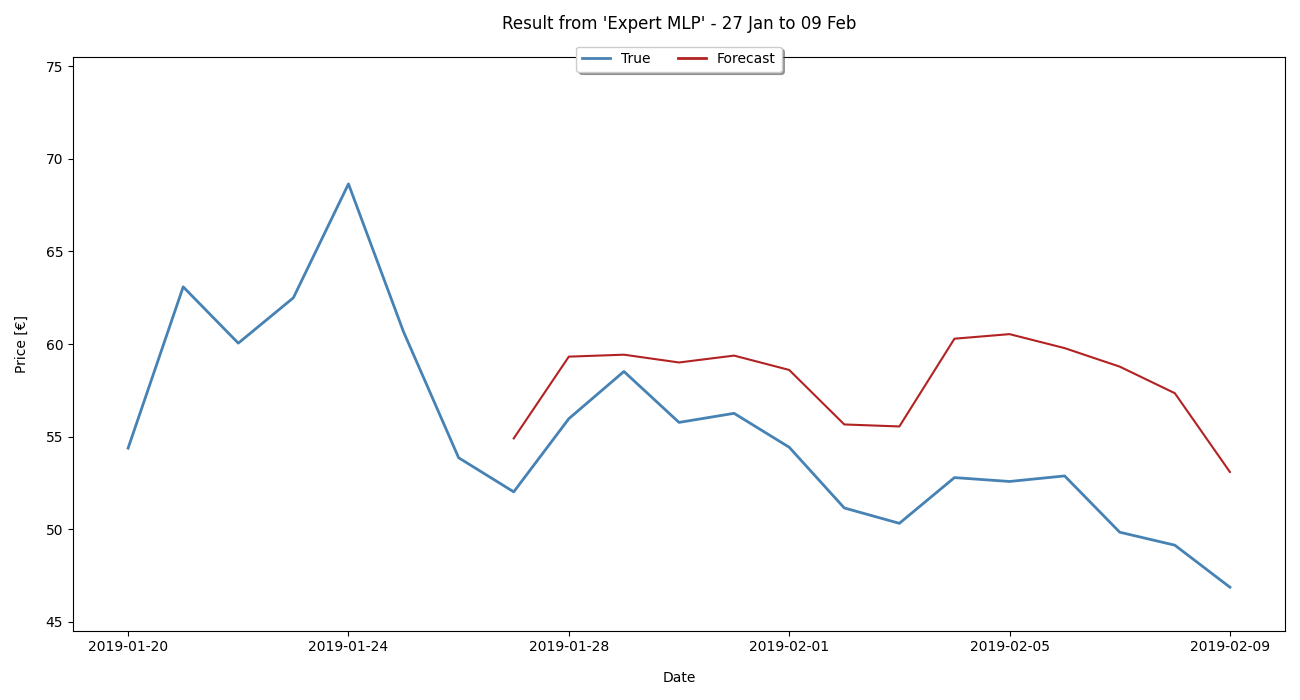 Result from 'Expert MLP' - 27 Jan to 09 Feb
True
Forecast
Price [€]
75
70
65
60
55
50
45
2019-01-20
2019-01-24
2019-01-28
2019-02-01
2019-02-05
2019-02-09
Date